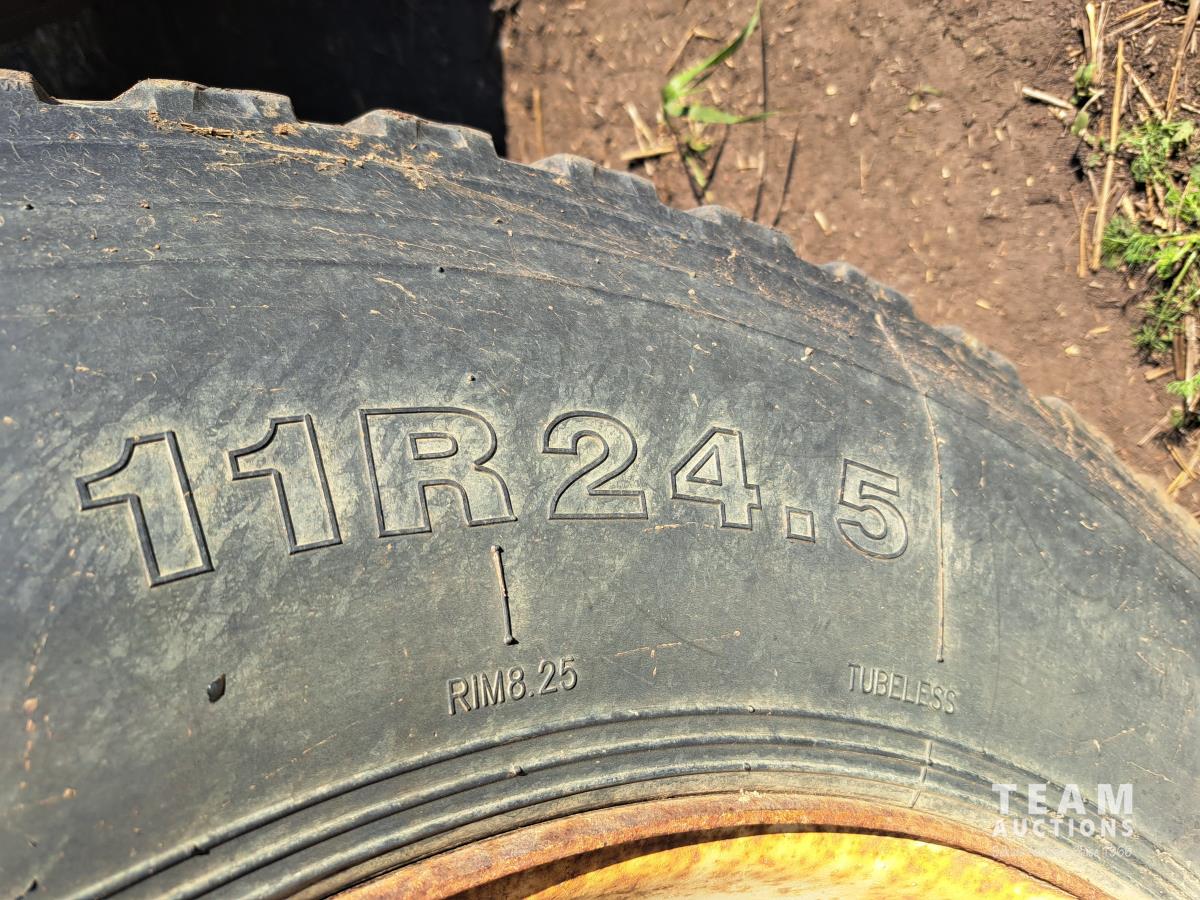 11R24.5
RIM8.25
TUBELESS
TEAM
AUCTIONS